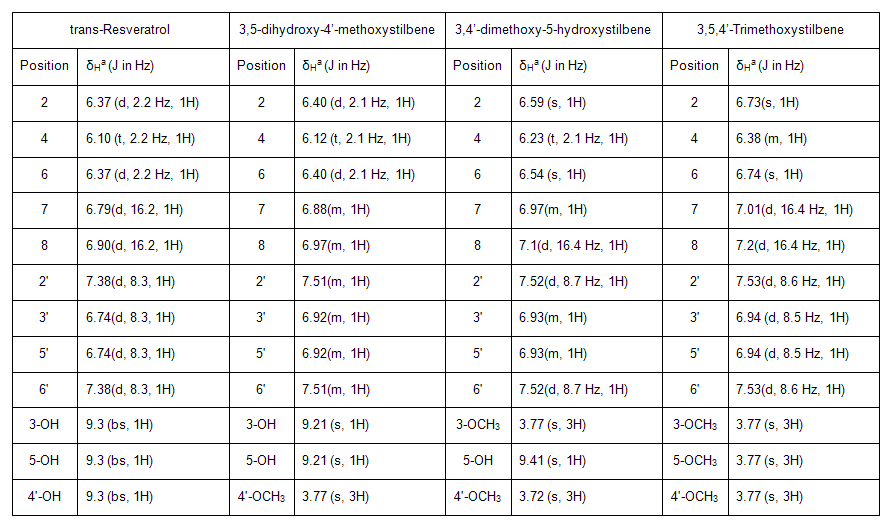 trans-Resveratrol 3,5-dihydroxy-4'-methoxystilbene 3,4'-dimethoxy-5-hydroxystilbene 3,5,4'-Trimethoxystilbene
Position δHᵃ (J in Hz) Position δHᵃ (J in Hz) Position δHᵃ (J in Hz) Position δHᵃ (J in Hz)
2 6.37 (d, 2.2 Hz, 1H) 2 6.40 (d, 2.1 Hz, 1H) 2 6.59 (s, 1H) 2 6.73(s, 1H)
4 6.10 (t, 2.2 Hz, 1H) 4 6.12 (t, 2.1 Hz, 1H) 4 6.23 (t, 2.1 Hz, 1H) 4 6.38 (m, 1H)
6 6.37 (d, 2.2 Hz, 1H) 6 6.40 (d, 2.1 Hz, 1H) 6 6.54 (s, 1H) 6 6.74 (s, 1H)
7 6.79(d, 16.2, 1H) 7 6.88(m, 1H) 7 6.97(m, 1H) 7 7.01(d, 16.4 Hz, 1H)
8 6.90(d, 16.2, 1H) 8 6.97(m, 1H) 8 7.1(d, 16.4 Hz, 1H) 8 7.2(d, 16.4 Hz, 1H)
2' 7.38(d, 8.3, 1H) 2' 7.51(m, 1H) 2' 7.52(d, 8.7 Hz, 1H) 2' 7.53(d, 8.6 Hz, 1H)
3' 6.74(d, 8.3, 1H) 3' 6.92(m, 1H) 3' 6.93(m, 1H) 3' 6.94 (d, 8.5 Hz, 1H)
5' 6.74(d, 8.3, 1H) 5' 6.92(m, 1H) 5' 6.93(m, 1H) 5' 6.94 (d, 8.5 Hz, 1H)
6' 7.38(d, 8.3, 1H) 6' 7.51(m, 1H) 6' 7.52(d, 8.7 Hz, 1H) 6' 7.53(d, 8.6 Hz, 1H)
3-OH 9.3 (bs, 1H) 3-OH 9.21 (s, 1H) 3-OCH₃ 3.77 (s, 3H) 3-OCH₃ 3.77 (s, 3H)
5-OH 9.3 (bs, 1H) 5-OH 9.21 (s, 1H) 5-OH 9.41 (s, 1H) 5-OCH₃ 3.77 (s, 3H)
4'-OH 9.3 (bs, 1H) 4'-OCH₃ 3.77 (s, 3H) 4'-OCH₃ 3.72 (s, 3H) 4'-OCH₃ 3.77 (s, 3H)